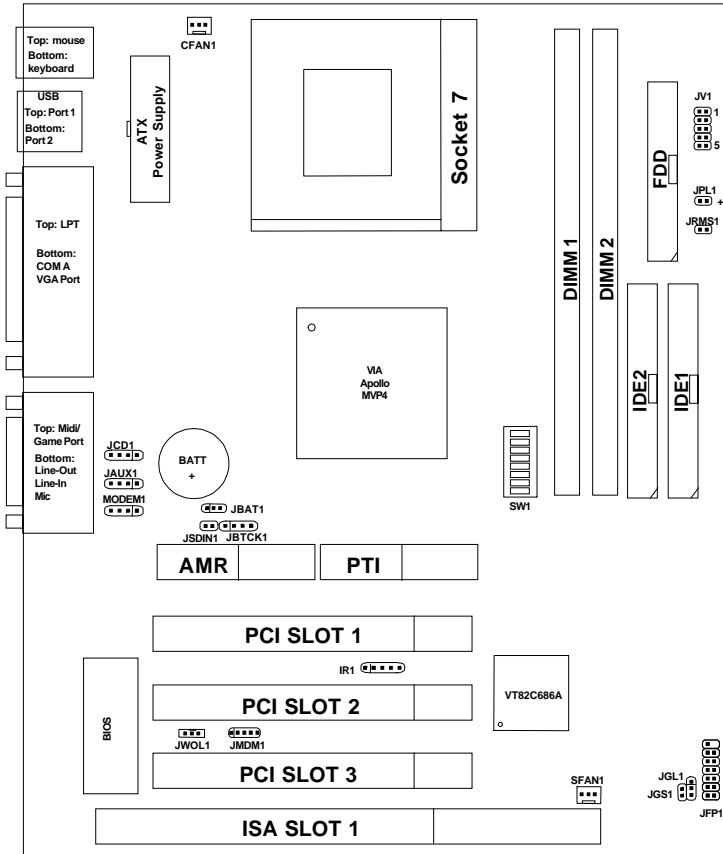 CFAN1
Top: mouse
Bottom:
keyboard
USB
Top: Port 1
Bottom:
Port 2
ATX
Power Supply
Socket 7
DIMM 1
DIMM 2
FDD
JV1
1
5
JPL1
+
JRMS1
Top: LPT
Bottom:
COM A
VGA Port
VIA
Apollo
MVP4
IDE2
IDE1
Top: Midi/
Game Port
Bottom:
Line-Out
Line-In
Mic
JCD1
JAUX1
MODEM1
BATT
+
SW1
JBAT1
JSDIN1
JBTCK1
AMR
PTI
PCI SLOT 1
IR1
VT82C686A
PCI SLOT 2
BIOS
JWOL1
JMDM1
PCI SLOT 3
SFAN1
JGL1
JGS1
JFP1
ISA SLOT 1